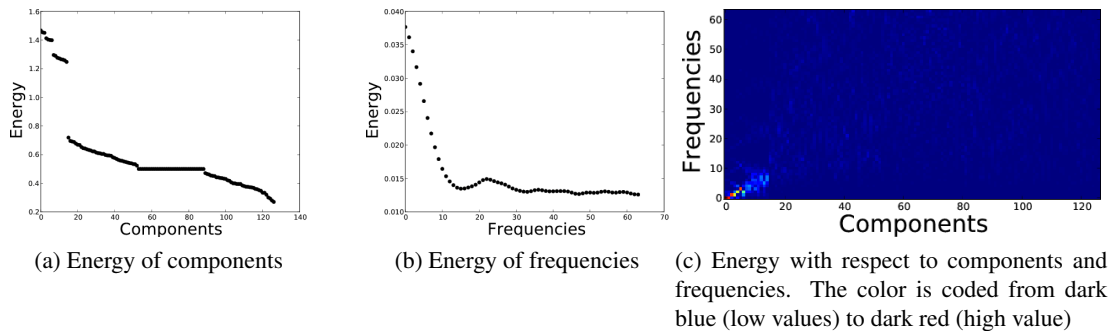 1.6
1.4
1.2
1.0
0.8
0.6
0.4
0.2
Energy
0 20 40 60 80 100 120 140
Components
(a) Energy of components
0.040
0.035
0.030
0.025
0.020
0.015
0.010
Energy
0 10 20 30 40 50 60 70
Frequencies
(b) Energy of frequencies
60
50
40
30
20
10
0
Frequencies
0 20 40 60 80 100 120
Components
(c) Energy with respect to components and
frequencies. The color is coded from dark
blue (low values) to dark red (high value)